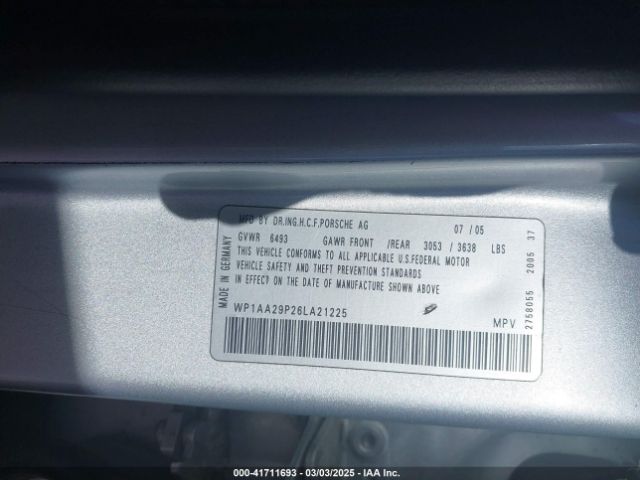 MFD BY DR.ING.H.C.F.PORSCHE AG 07/05
GVWR 6493 GAWR FRONT /REAR 3053 / 3638 LBS
THIS VEHICLE CONFORMS TO ALL APPLICABLE U.S.FEDERAL MOTOR
VEHICLE SAFETY AND THEFT PREVENTION STANDARDS
IN EFFECT ON THE DATE OF MANUFACTURE SHOWN ABOVE
WP1AA29P26LA21225
MPV
MADE IN GERMANY
2758055 2005 37
000-41711693 - 03/03/2025 - IAA Inc.